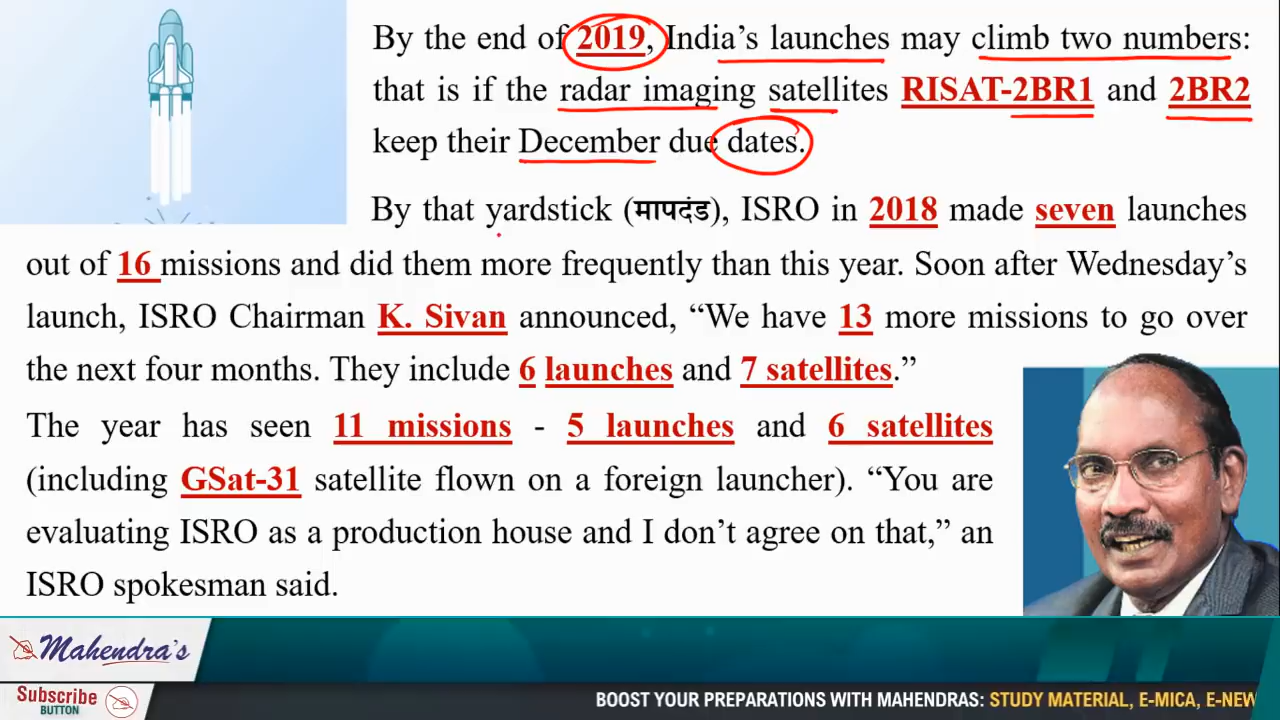 By the end of 2019, India's launches may climb two numbers:
that is if the radar imaging satellites RISAT-2BR1 and 2BR2
keep their December due dates.
By that yardstick (मापदंड), ISRO in 2018 made seven launches
out of 16 missions and did them more frequently than this year. Soon after Wednesday's
launch, ISRO Chairman K. Sivan announced, “We have 13 more missions to go over
the next four months. They include 6 launches and 7 satellites.”
The year has seen 11 missions - 5 launches and 6 satellites
(including GSat-31 satellite flown on a foreign launcher). “You are
evaluating ISRO as a production house and I don't agree on that,” an
ISRO spokesman said.
Mahendra's
Subscribe
BUTTON
BOOST YOUR PREPARATIONS WITH MAHENDRAS: STUDY MATERIAL, E-MICA, E-NEW